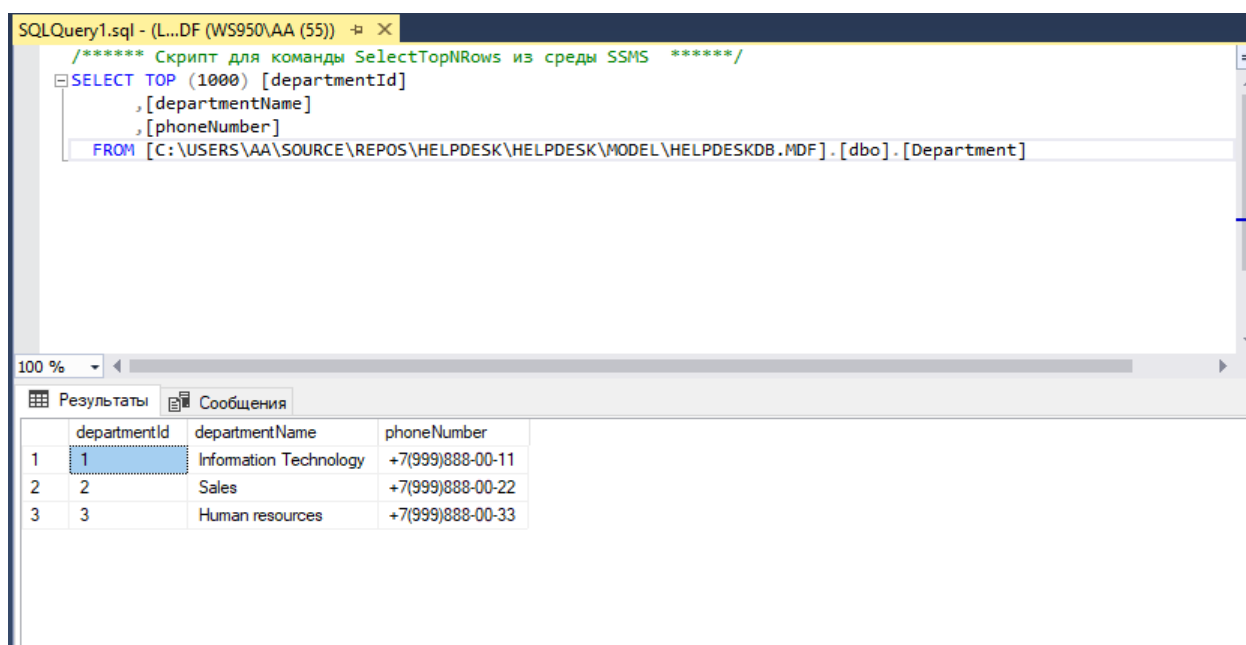 SQLQuery1.sql - (L...DF (WS950\AA (55))
/****** Скрипт для команды SelectTopNRows из среды SSMS  ******/
SELECT TOP (1000) [departmentId]
,[departmentName]
,[phoneNumber]
FROM [C:\USERS\AA\SOURCE\REPOS\HELPDESK\HELPDESK\MODEL\HELPDESKDB.MDF].[dbo].[Department]
100 %
Результаты Сообщения
departmentId departmentName phoneNumber
1 1 Information Technology +7(999)888-00-11
2 2 Sales +7(999)888-00-22
3 3 Human resources +7(999)888-00-33